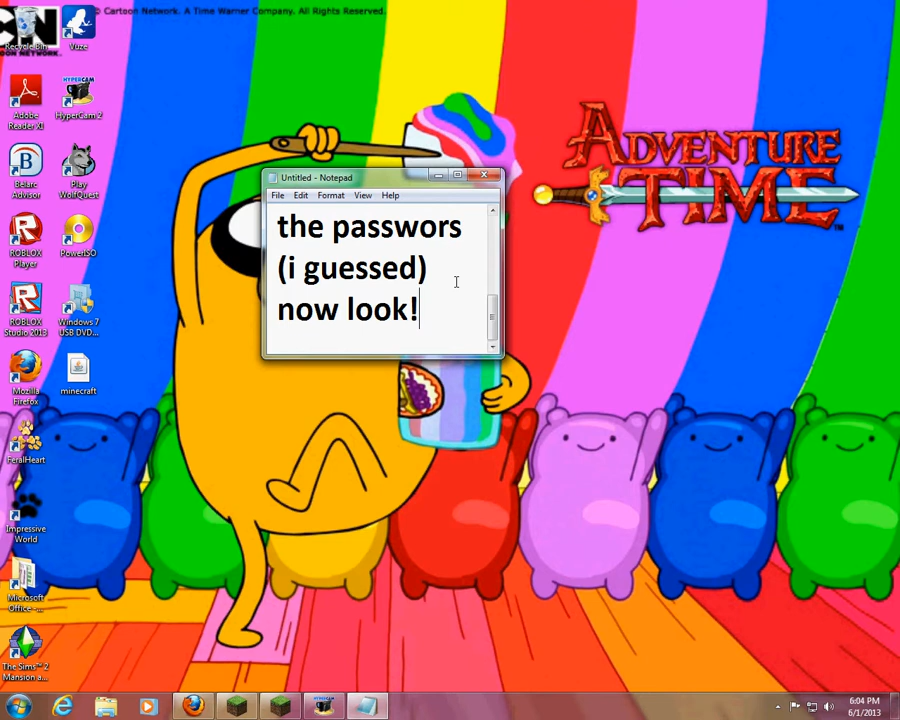 © Cartoon Network. A Time Warner Company. All Rights Reserved.
CN
Recycle Bin
Vuze
Adobe
Reader XI
HYPERCAM
HyperCam 2
Belarc
Advisor
Play
WolfQuest
ROBLOX
Player
PowerISO
ROBLOX
Studio 2013
Windows 7
USB DVD...
Mozilla
Firefox
minecraft
FeralHeart
Impressive
World
Microsoft
Office - ...
The Sims™ 2
Mansion a...
ADVENTURE
TIME
Untitled - Notepad
File Edit Format View Help
the passwors
(i guessed)
now look!
6:04 PM
6/1/2013